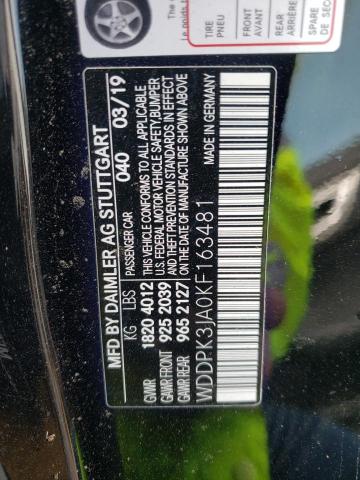 Le poids t
TIRE
PNEU
FRONT
AVANT
REAR
ARRIÈRE
SPARE
DE SEC
MFD BY DAIMLER AG STUTTGART
PASSENGER CAR 040 03/19
KG LBS
GVWR 1820 4012
GAWR FRONT 925 2039
GAWR REAR 965 2127
THIS VEHICLE CONFORMS TO ALL APPLICABLE
U.S. FEDERAL MOTOR VEHICLE SAFETY, BUMPER
AND THEFT PREVENTION STANDARDS IN EFFECT
ON THE DATE OF MANUFACTURE SHOWN ABOVE
MADE IN GERMANY
WDDPK3JA0KF163481